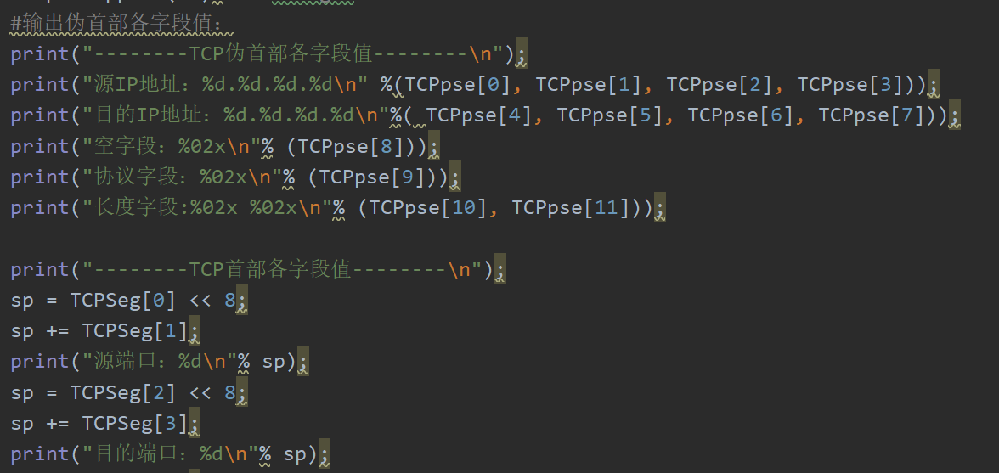 #输出伪首部各字段值：
print("--------TCP伪首部各字段值--------\n");
print("源IP地址：%d.%d.%d.%d\n" %(TCPpse[0], TCPpse[1], TCPpse[2], TCPpse[3]));
print("目的IP地址：%d.%d.%d.%d\n"%( TCPpse[4], TCPpse[5], TCPpse[6], TCPpse[7]));
print("空字段：%02x\n"% (TCPpse[8]));
print("协议字段：%02x\n"% (TCPpse[9]));
print("长度字段:%02x %02x\n"% (TCPpse[10], TCPpse[11]));
print("--------TCP首部各字段值--------\n");
sp = TCPSeg[0] << 8;
sp += TCPSeg[1];
print("源端口：%d\n"% sp);
sp = TCPSeg[2] << 8;
sp += TCPSeg[3];
print("目的端口：%d\n"% sp);